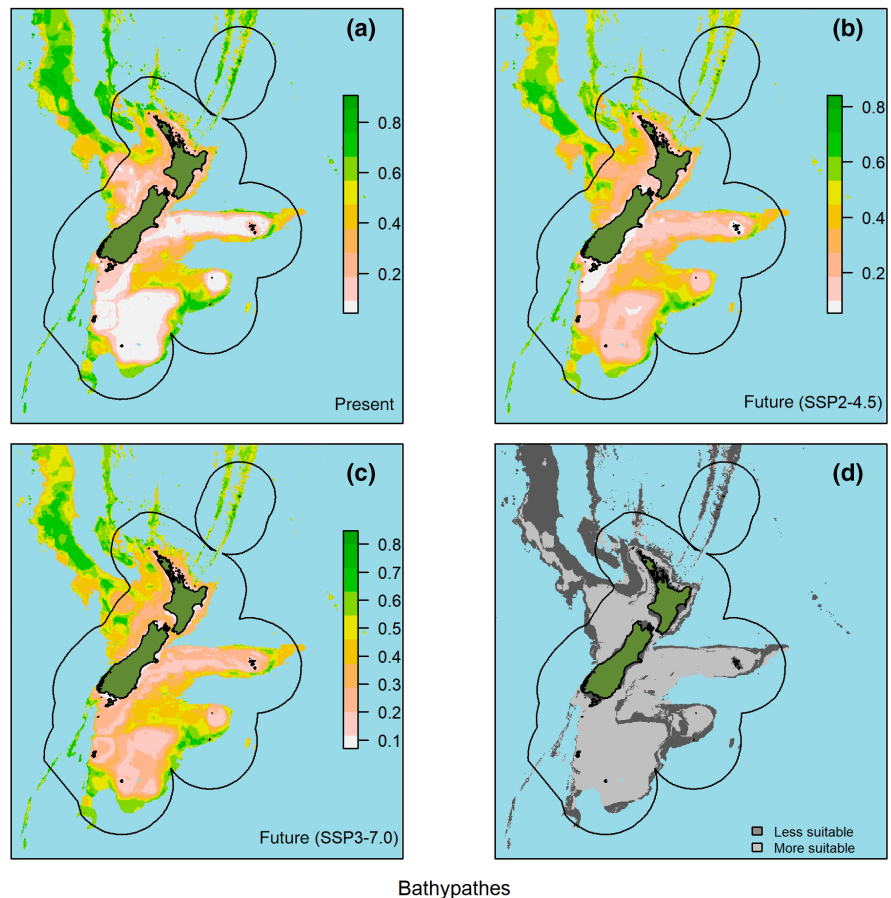 (a)
0.8
0.6
0.4
0.2
Present
(b)
0.8
0.6
0.4
0.2
Future (SSP2-4.5)
(c)
0.8
0.7
0.6
0.5
0.4
0.3
0.2
0.1
Future (SSP3-7.0)
(d)
Less suitable
More suitable
Bathypathes